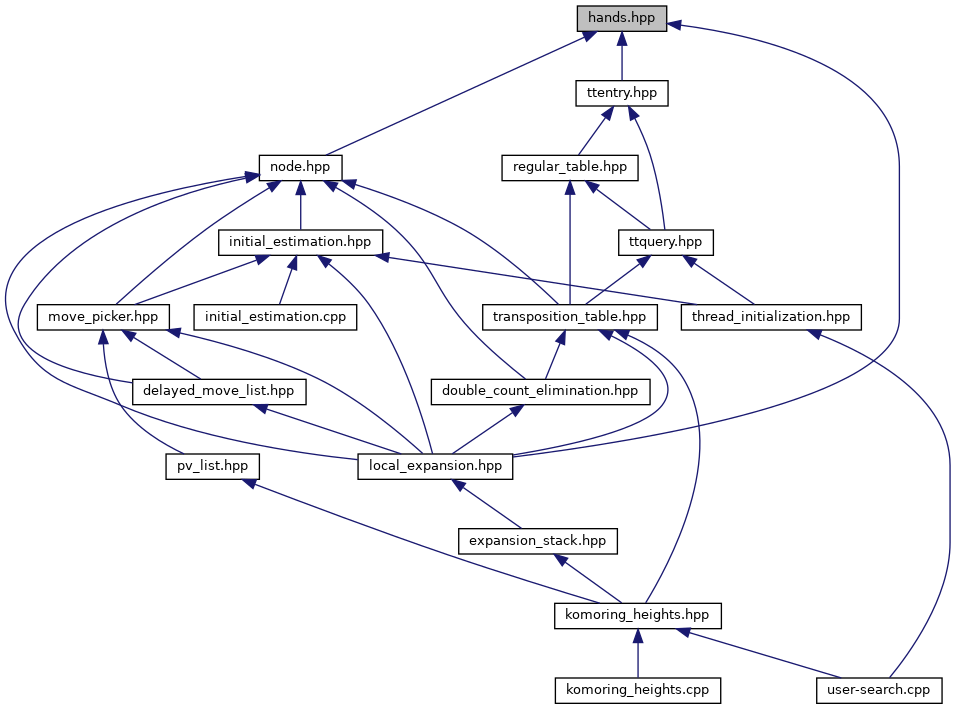 hands.hpp
ttentry.hpp
node.hpp
regular_table.hpp
initial_estimation.hpp
ttquery.hpp
move_picker.hpp
initial_estimation.cpp
transposition_table.hpp
thread_initialization.hpp
delayed_move_list.hpp
double_count_elimination.hpp
pv_list.hpp
local_expansion.hpp
expansion_stack.hpp
komoring_heights.hpp
komoring_heights.cpp
user-search.cpp